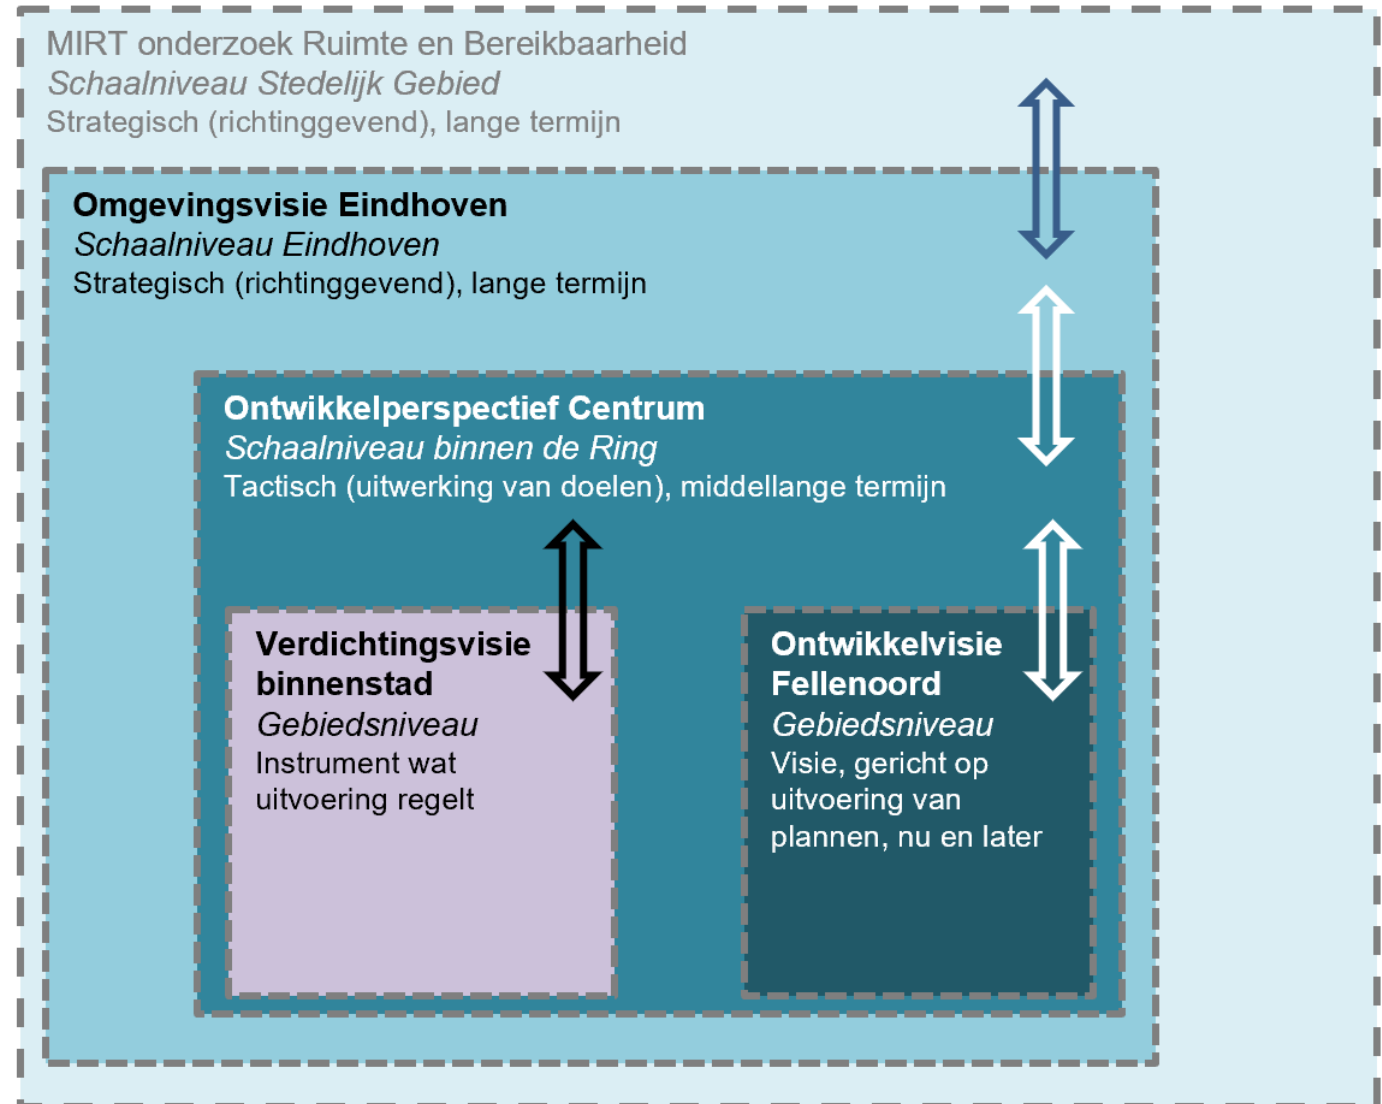 MIRT onderzoek Ruimte en Bereikbaarheid
Schaalniveau Stedelijk Gebied
Strategisch (richtinggevend), lange termijn
Omgevingsvisie Eindhoven
Schaalniveau Eindhoven
Strategisch (richtinggevend), lange termijn
Ontwikkelperspectief Centrum
Schaalniveau binnen de Ring
Tactisch (uitwerking van doelen), middellange termijn
Verdichtingsvisie
binnenstad
Gebiedsniveau
Instrument wat
uitvoering regelt
Ontwikkelvisie
Fellenoord
Gebiedsniveau
Visie, gericht op
uitvoering van
plannen, nu en later